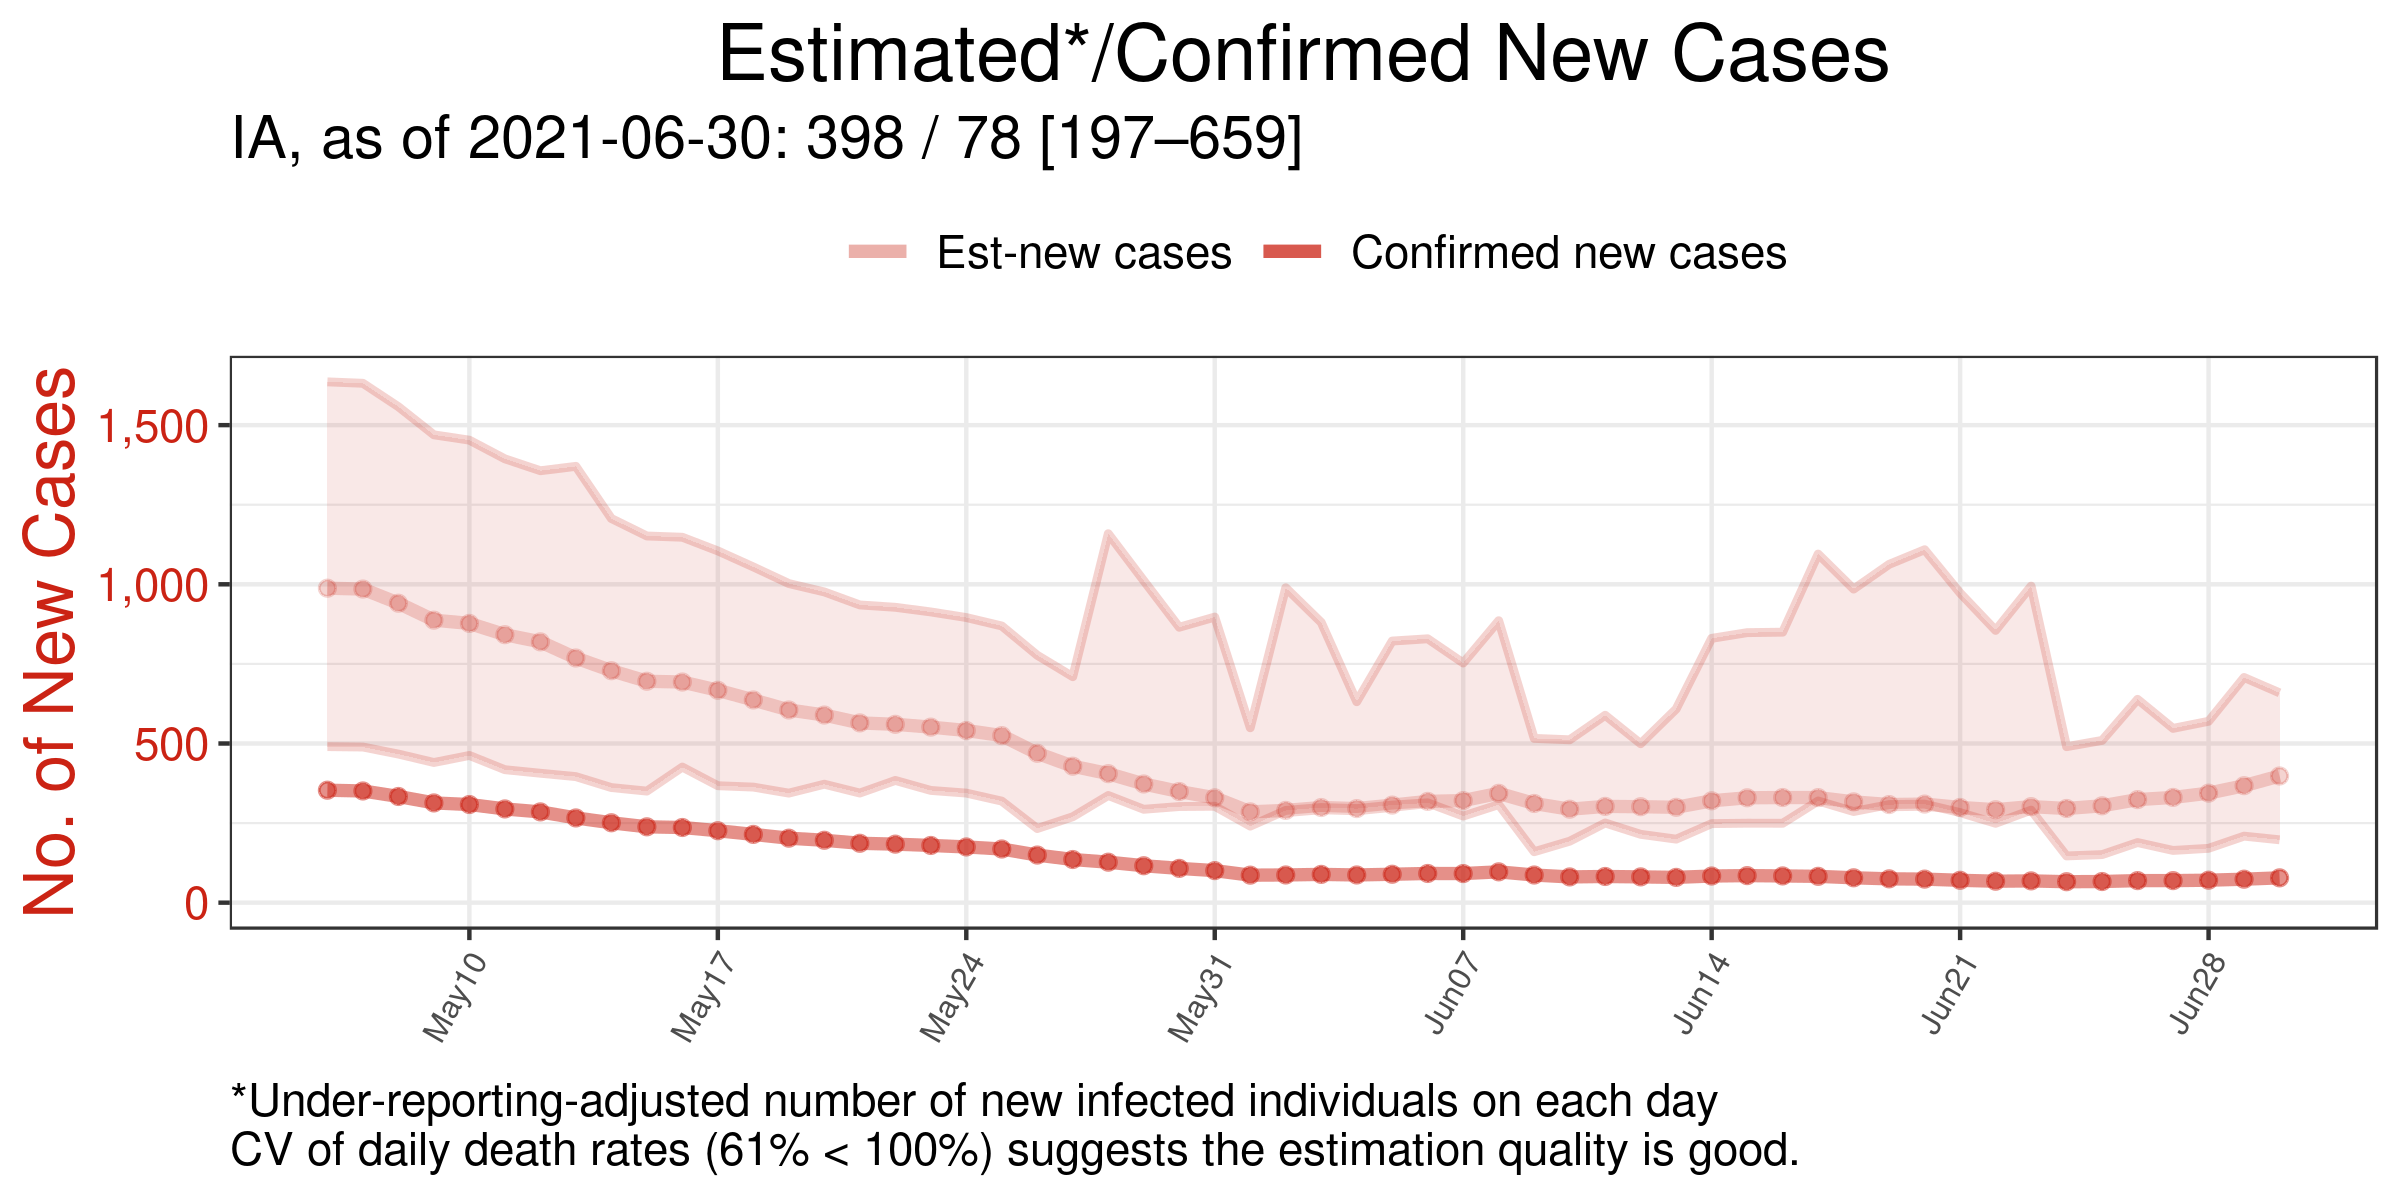 Estimated*/Confirmed New Cases
IA, as of 2021-06-30: 398 / 78 [197–659]
Est-new cases
Confirmed new cases
No. of New Cases
1,500
1,000
500
0
May10
May17
May24
May31
Jun07
Jun14
Jun21
Jun28
*Under-reporting-adjusted number of new infected individuals on each day
CV of daily death rates (61% < 100%) suggests the estimation quality is good.